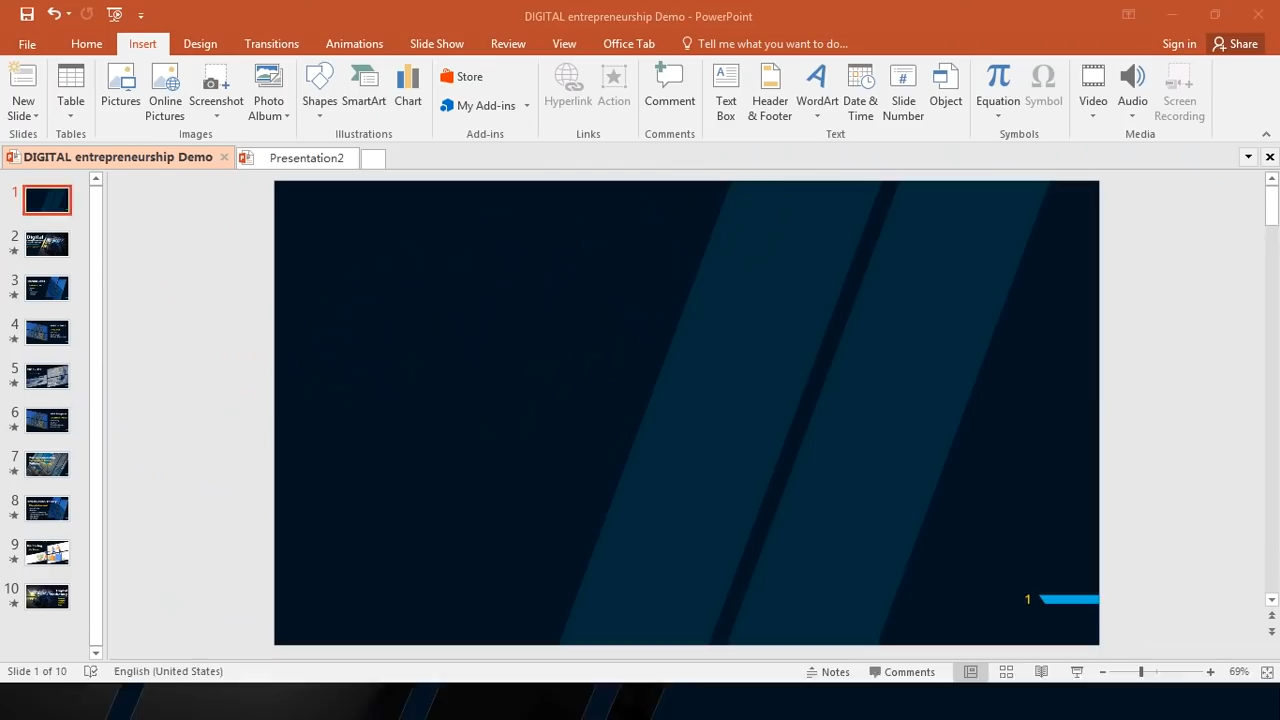 DIGITAL entrepreneurship Demo - PowerPoint
File Home Insert Design Transitions Animations Slide Show Review View Office Tab Tell me what you want to do... Sign in Share
New Slide
Table
Pictures
Online Pictures
Screenshot
Photo Album
Shapes
SmartArt
Chart
Store
My Add-ins
Hyperlink
Action
Comment
Text Box
Header & Footer
WordArt
Date & Time
Slide Number
Object
Equation
Symbol
Video
Audio
Screen Recording
Slides Tables Images Illustrations Add-ins Links Comments Text Symbols Media
DIGITAL entrepreneurship Demo Presentation2
1
2
Digital
3
4
5
6
7
8
9
10
1
Slide 1 of 10 English (United States) Notes Comments 69%